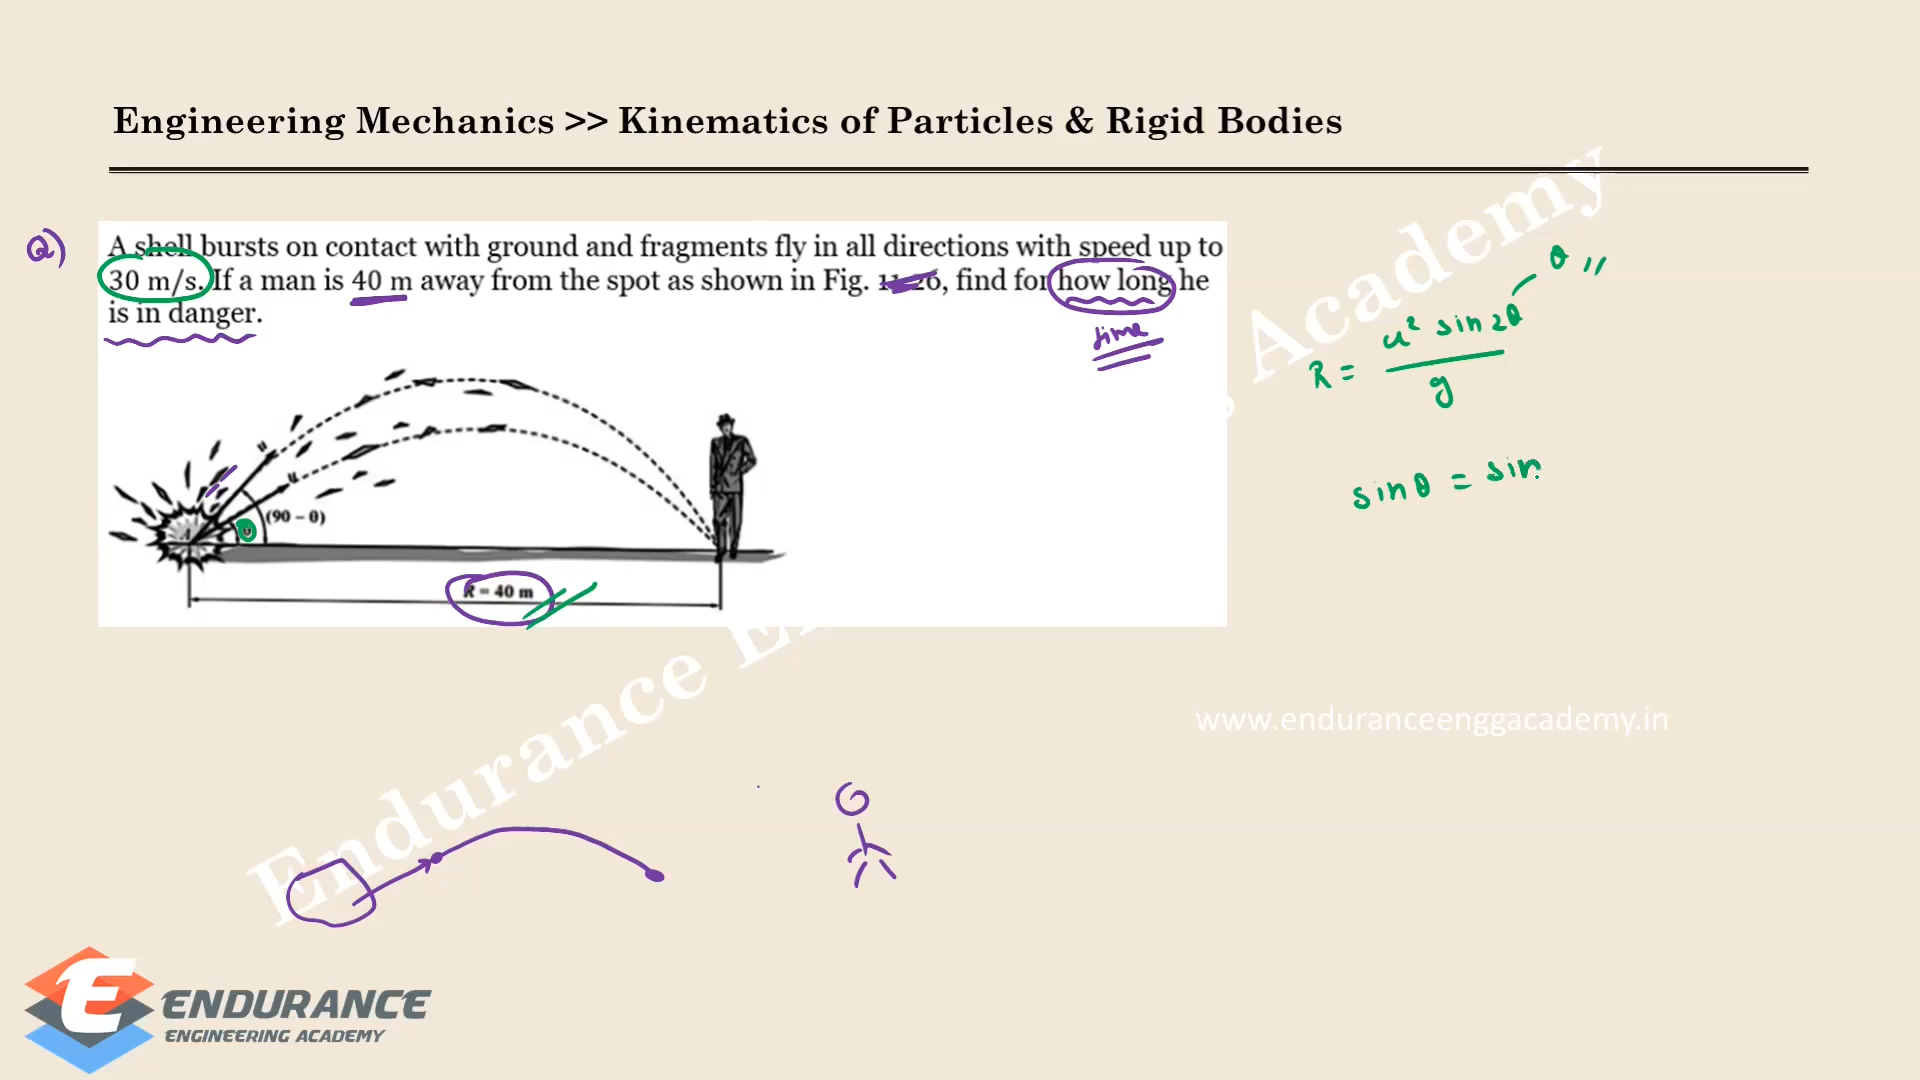 Engineering Mechanics >> Kinematics of Particles & Rigid Bodies
Q)
A shell bursts on contact with ground and fragments fly in all directions with speed up to
30 m/s. If a man is 40 m away from the spot as shown in Fig. 11-26, find for how long he
is in danger.
time
θ
R = u² sin 2θ
g
sin θ = sin
u
u
(90 – θ)
A
θ
R = 40 m
Endurance Academy
www.enduranceenggacademy.in
E ENDURANCE
ENGINEERING ACADEMY